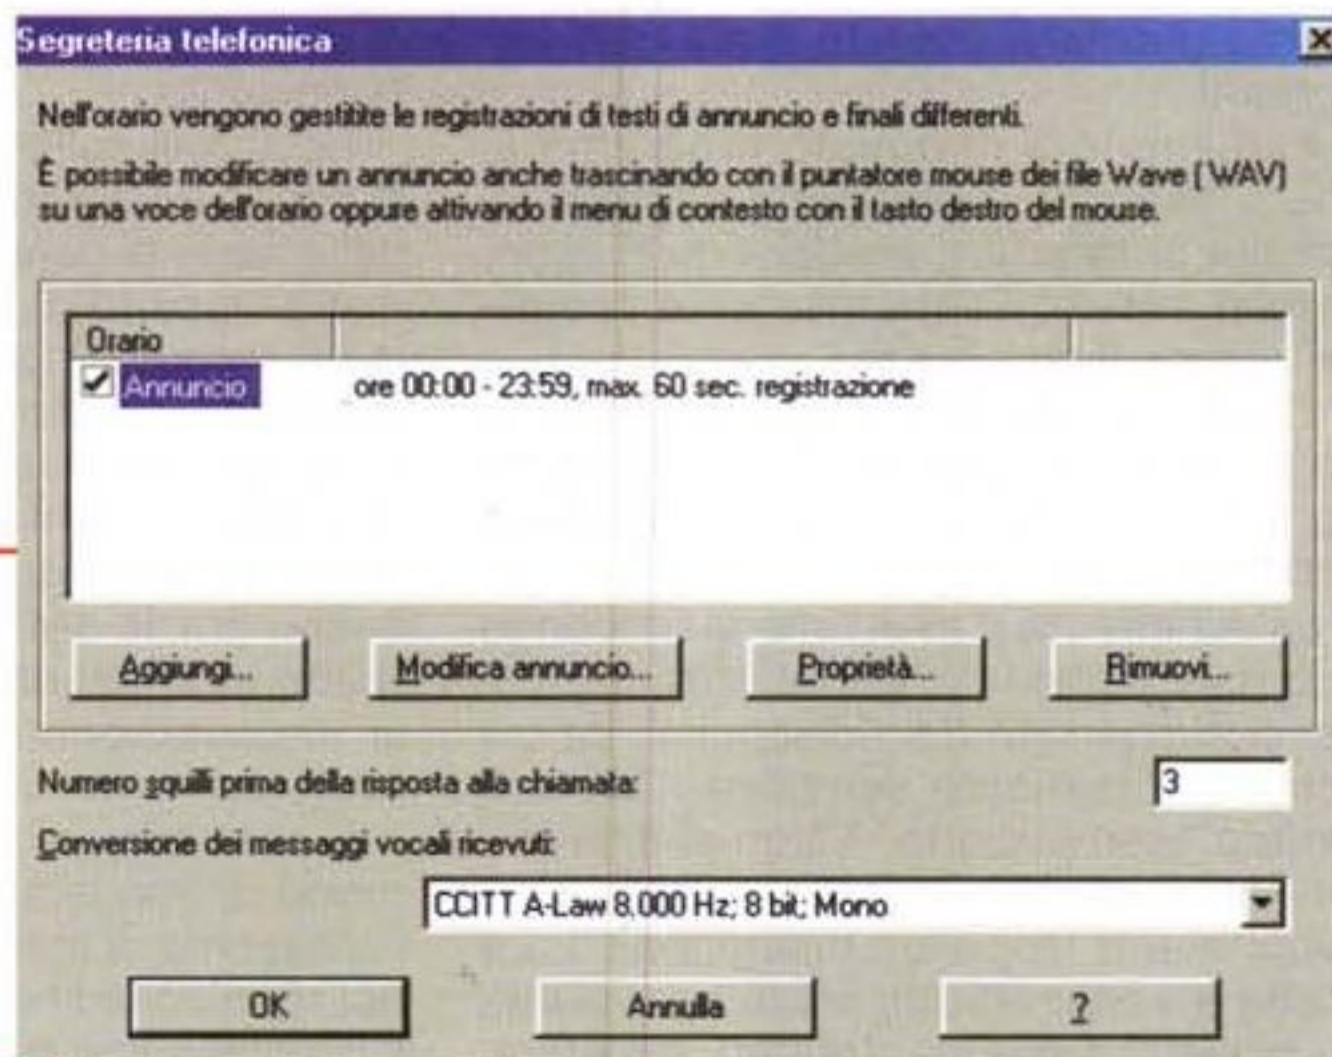 Segreteria telefonica
Nell'orario vengono gestitite le registrazioni di testi di annuncio e finali differenti.
È possibile modificare un annuncio anche trascinando con il puntatore mouse dei file Wave ( WAV)
su una voce dell'orario oppure attivando il menu di contesto con il tasto destro del mouse.
Orario
Annuncio ore 00:00 - 23:59, max. 60 sec. registrazione
Aggiungi... Modifica annuncio... Proprietà... Rimuovi...
Numero squilli prima della risposta alla chiamata: 3
Conversione dei messaggi vocali ricevuti:
CCITT A-Law 8,000 Hz; 8 bit; Mono
OK Annulla ?